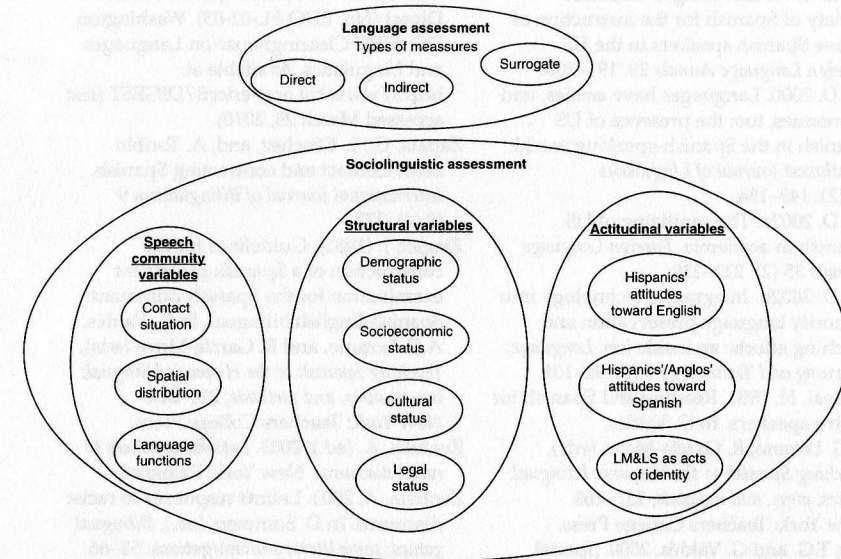 Language assessment
Types of meassures
Direct
Indirect
Surrogate
Sociolinguistic assessment
Speech
community
variables
Contact
situation
Spatial
distribution
Language
functions
Structural variables
Demographic
status
Socioeconomic
status
Cultural
status
Legal
status
Actitudinal variables
Hispanics'
attitudes
toward English
Hispanics'/Anglos'
attitudes toward
Spanish
LM&LS as acts
of identity